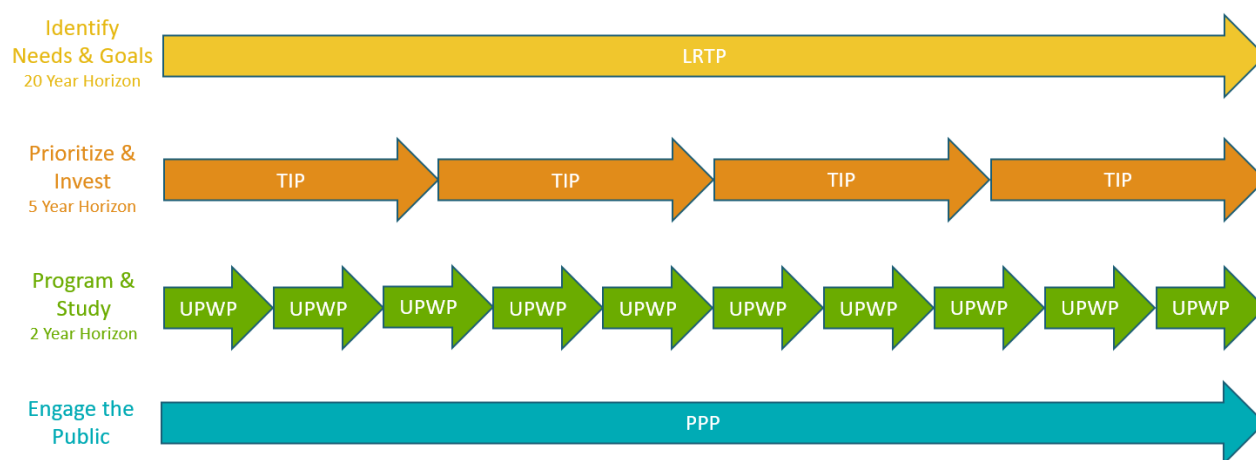 Identify
Needs & Goals
20 Year Horizon
LRTP
Prioritize &
Invest
5 Year Horizon
TIP TIP TIP TIP
Program &
Study
2 Year Horizon
UPWP UPWP UPWP UPWP UPWP UPWP UPWP UPWP UPWP UPWP
Engage the
Public
PPP